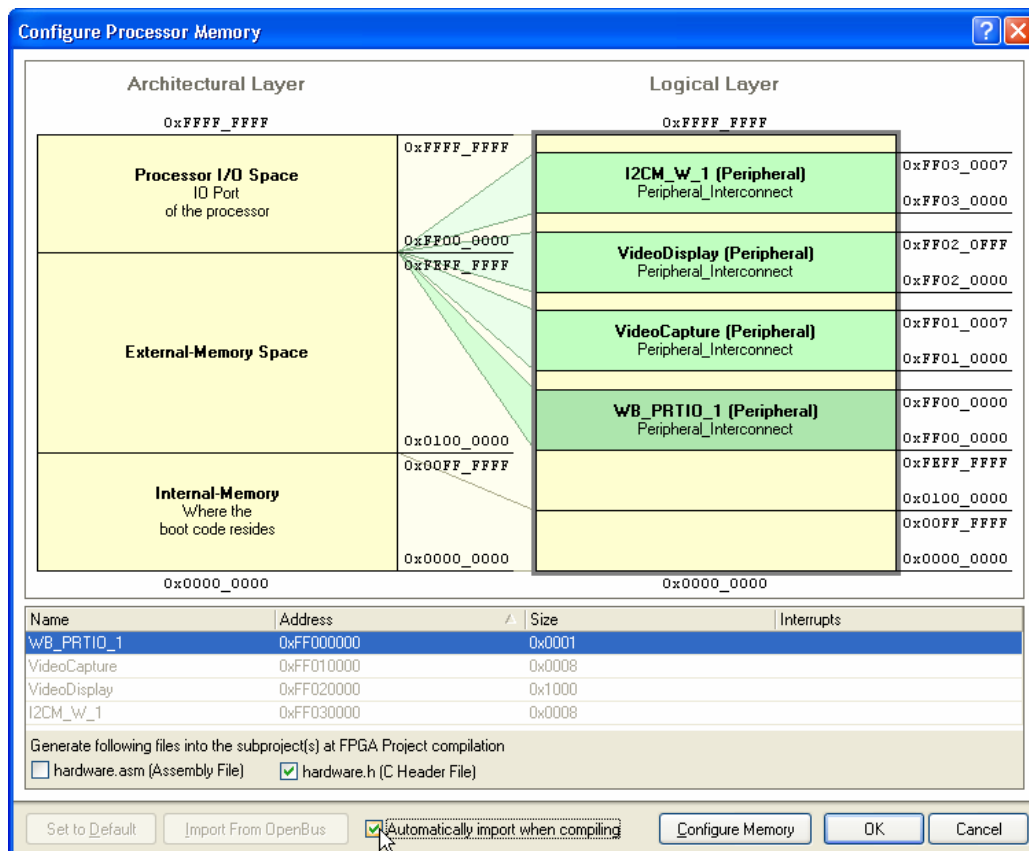 Configure Processor Memory
Architectural Layer
Logical Layer
0xFFFF_FFFF
0xFFFF_FFFF
Processor I/O Space
IO Port
of the processor
0xFFFF_FFFF
0xFF00_0000
External-Memory Space
0xFEFF_FFFF
0x0100_0000
Internal-Memory
Where the
boot code resides
0x00FF_FFFF
0x0000_0000
0x0000_0000
I2CM_W_1 (Peripheral)
Peripheral_Interconnect
0xFF03_0007
0xFF03_0000
VideoDisplay (Peripheral)
Peripheral_Interconnect
0xFF02_0FFF
0xFF02_0000
VideoCapture (Peripheral)
Peripheral_Interconnect
0xFF01_0007
0xFF01_0000
WB_PRTIO_1 (Peripheral)
Peripheral_Interconnect
0xFF00_0000
0xFF00_0000
0xFEFF_FFFF
0x0100_0000
0x00FF_FFFF
0x0000_0000
0x0000_0000
Name Address Size Interrupts
WB_PRTIO_1 0xFF000000 0x0001
VideoCapture 0xFF010000 0x0008
VideoDisplay 0xFF020000 0x1000
I2CM_W_1 0xFF030000 0x0008
Generate following files into the subproject(s) at FPGA Project compilation
hardware.asm (Assembly File) hardware.h (C Header File)
Set to Default Import From OpenBus Automatically import when compiling Configure Memory OK Cancel